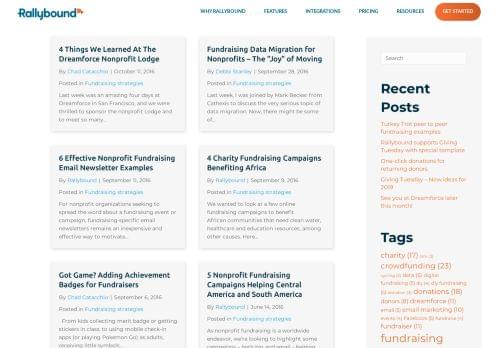 Rallybound
WHY RALLYBOUND
FEATURES
INTEGRATIONS
PRICING
RESOURCES
GET STARTED
4 Things We Learned At The
Dreamforce Nonprofit Lodge
By Chad Catacchio | October 11, 2016
Posted in Fundraising strategies
Last week was an amazing four days at
Dreamforce in San Francisco, and we were
thrilled to sponsor the nonprofit Lodge and
to meet so many...
Fundraising Data Migration for
Nonprofits – The "Joy" of Moving
By Debbi Stanley | September 28, 2016
Posted in Fundraising strategies
Last week, I was joined by Mark Becker from
Cathexis to discuss the very serious topic of
data migration. Now, there might be some
of...
6 Effective Nonprofit Fundraising
Email Newsletter Examples
By Rallybound | September 11, 2016
Posted in Fundraising strategies
For nonprofit organizations seeking to
spread the word about a fundraising event or
campaign, fundraising-specific email
newsletters remains an inexpensive and
effective way to motivate...
4 Charity Fundraising Campaigns
Benefiting Africa
By Rallybound | September 9, 2016
Posted in Fundraising strategies
We wanted to look at a few online
fundraising campaigns to benefit
African communities that need clean water,
healthcare and education resources, among
other causes. Here...
Got Game? Adding Achievement
Badges for Fundraisers
By Chad Catacchio | September 6, 2016
Posted in Fundraising strategies
From kids collecting merit badge or getting
stickers in class, to using mobile check-in
apps (or playing Pokemon Go) as adults,
receiving little symbols...
5 Nonprofit Fundraising
Campaigns Helping Central
America and South America
By Rallybound | June 14, 2016
Posted in Fundraising strategies
As nonprofit fundraising is a worldwide
endeavor, we're looking to highlight some
campaigns – both big and small – helping
Search
Recent
Posts
Turkey Trot peer to peer
fundraising examples
Rallybound supports Giving
Tuesday with special template
One-click donations for
returning donors
Giving Tuesday – New ideas for
2019
See you at Dreamforce later
this month!
Tags
charity (17)
crowdfunding (23)
cycling (3) data (5) digital
fundraising (5) diy (4) diy fundraising
(5) donations (18)
donors (8) dreamforce (11)
email (5) email marketing (10)
events (4) Facebook (5)
fundraiser (11)
fundraising